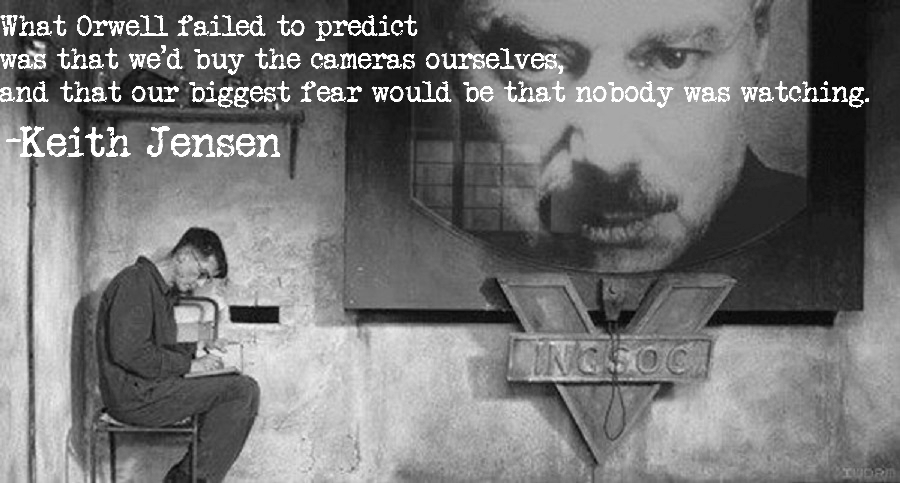 What Orwell failed to predict
was that we'd buy the cameras ourselves,
and that our biggest fear would be that nobody was watching.
-Keith Jensen
INGSOC